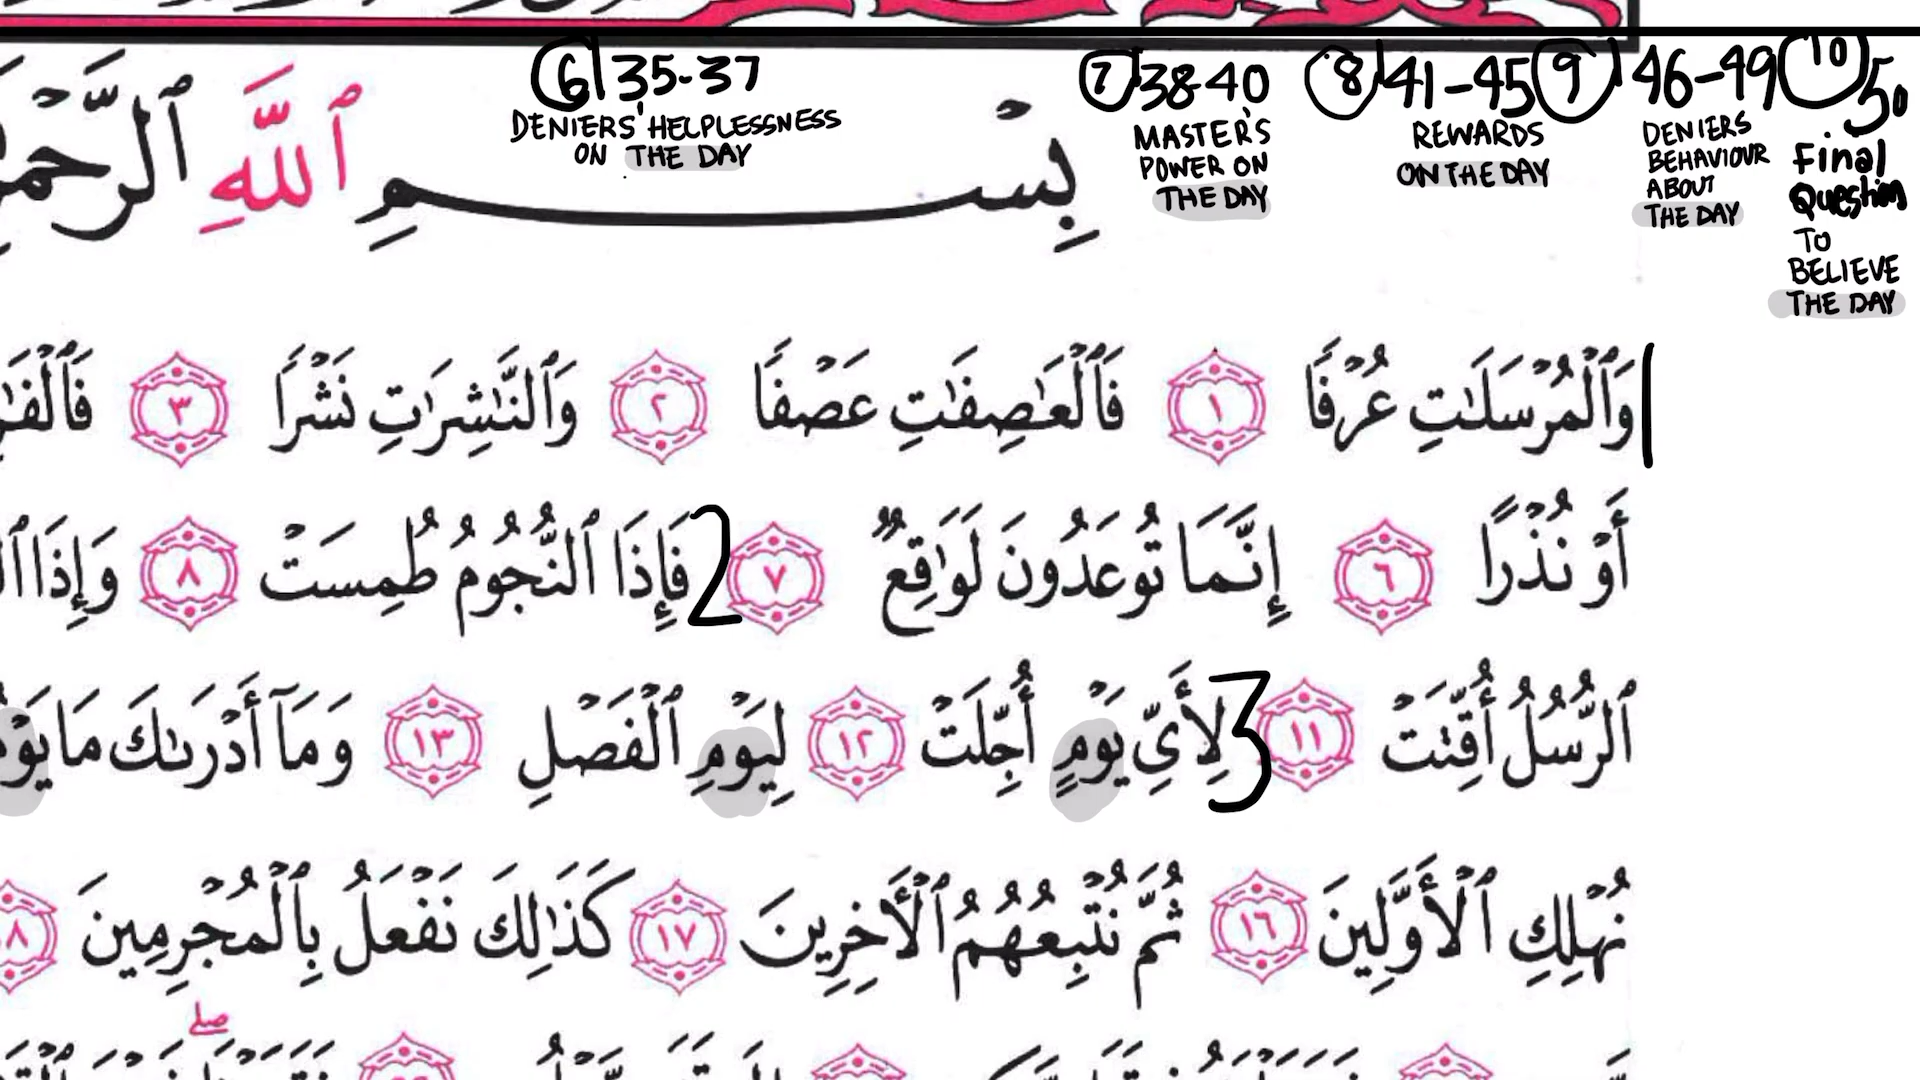 6 35-37
DENIERS' HELPLESSNESS
ON THE DAY
7 38-40
MASTER'S
POWER ON
THE DAY
8 41-45
REWARDS
ON THE DAY
9 46-49
DENIERS
BEHAVIOUR
ABOUT
THE DAY
10 50
Final
Question
TO
BELIEVE
THE DAY
بِسْمِ ٱللَّهِ
1 وَٱلْمُرْسَلَٰتِ عُرْفًا ١ فَٱلْعَٰصِفَٰتِ عَصْفًا ٢ وَٱلنَّٰشِرَٰتِ نَشْرًا ٣
أَوْ نُذْرًا ٦ إِنَّمَا تُوعَدُونَ لَوَٰقِعٌ ٧ 2 فَإِذَا ٱلنُّجُومُ طُمِسَتْ ٨ وَإِذَا
ٱلرُّسُلُ أُقِّتَتْ ١١ 3 لِأَىِّ يَوْمٍ أُجِّلَتْ ١٢ لِيَوْمِ ٱلْفَصْلِ ١٣ وَمَآ أَدْرَىٰكَ مَا
نُهْلِكِ ٱلْأَوَّلِينَ ١٦ ثُمَّ نُتْبِعُهُمُ ٱلْأَخِرِينَ ١٧ كَذَٰلِكَ نَفْعَلُ بِٱلْمُجْرِمِينَ
صلے